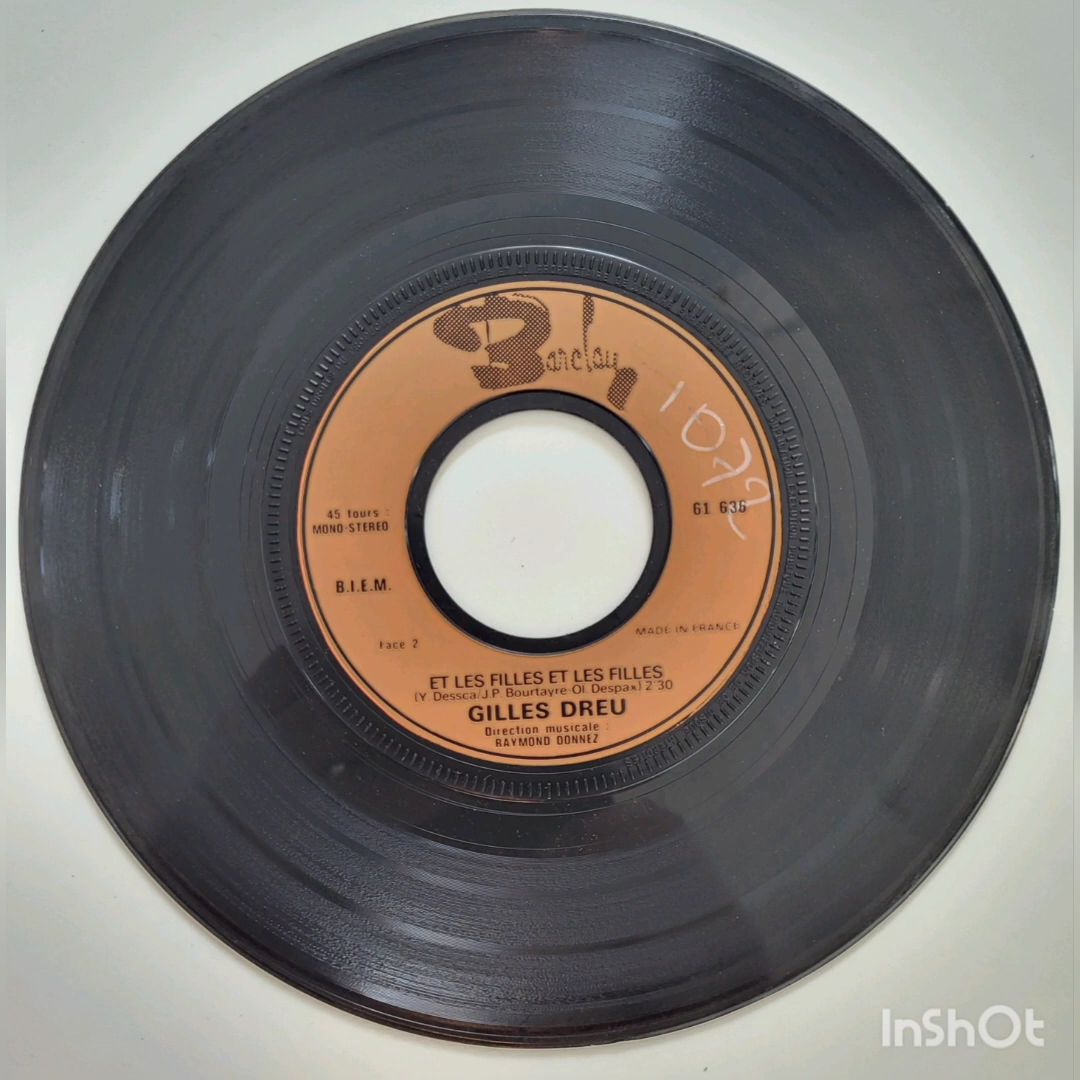 Barclay
1072
45 tours :
MONO-STEREO
61 636
B.I.E.M.
Face 2
MADE IN FRANCE
ET LES FILLES ET LES FILLES
(Y. Dessca/J.P. Bourtayre-Ol. Despax) 2'30
GILLES DREU
Direction musicale :
RAYMOND DONNEZ
InShOt